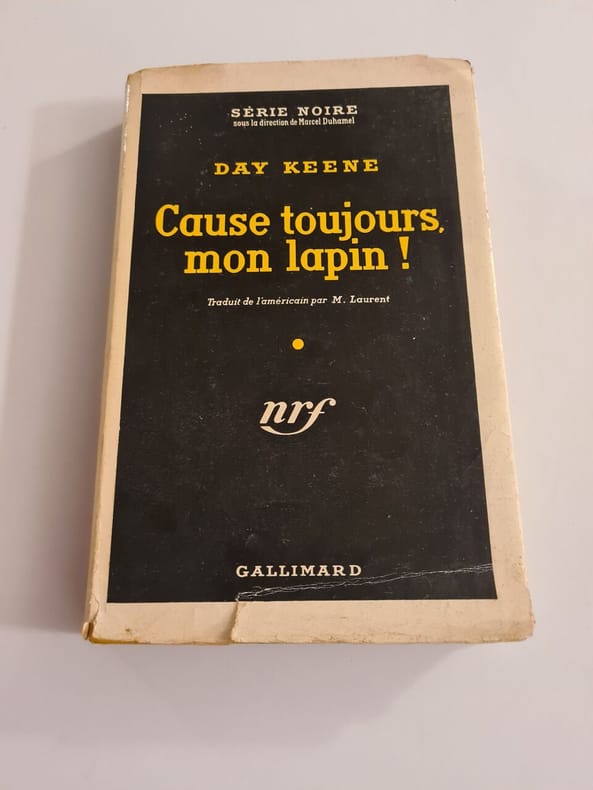 SÉRIE NOIRE
sous la direction de Marcel Duhamel
DAY KEENE
Cause toujours,
mon lapin !
Traduit de l'américain par M. Laurent
nrf
GALLIMARD